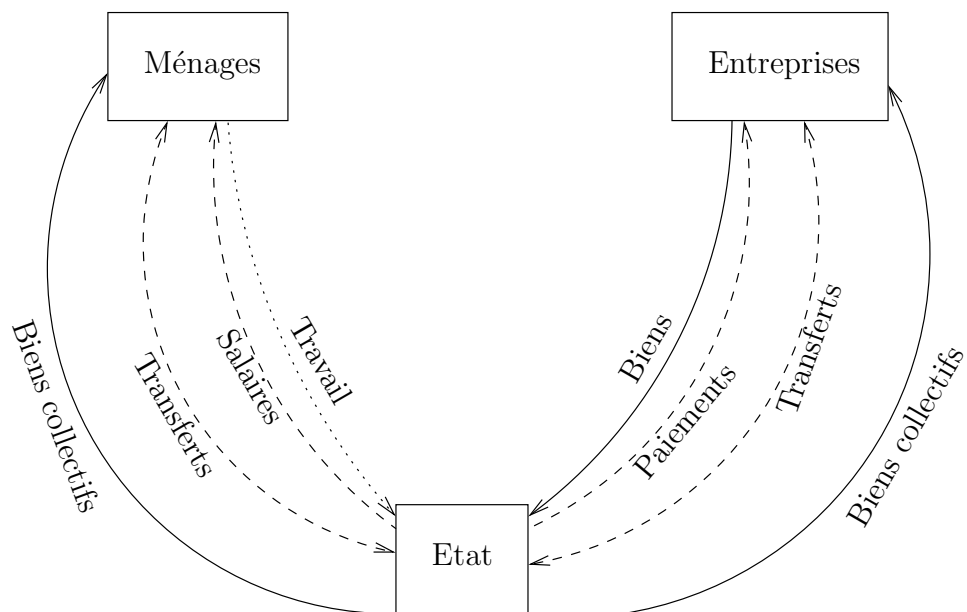 Ménages
Entreprises
Biens collectifs
Transferts
Salaires
Travail
Biens
Paiements
Transferts
Biens collectifs
Etat